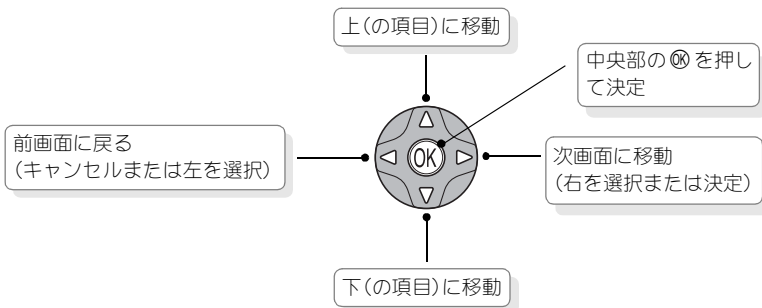 上(の項目)に移動
中央部の🆗を押し
て決定
前画面に戻る
(キャンセルまたは左を選択)
OK
次画面に移動
(右を選択または決定)
下(の項目)に移動